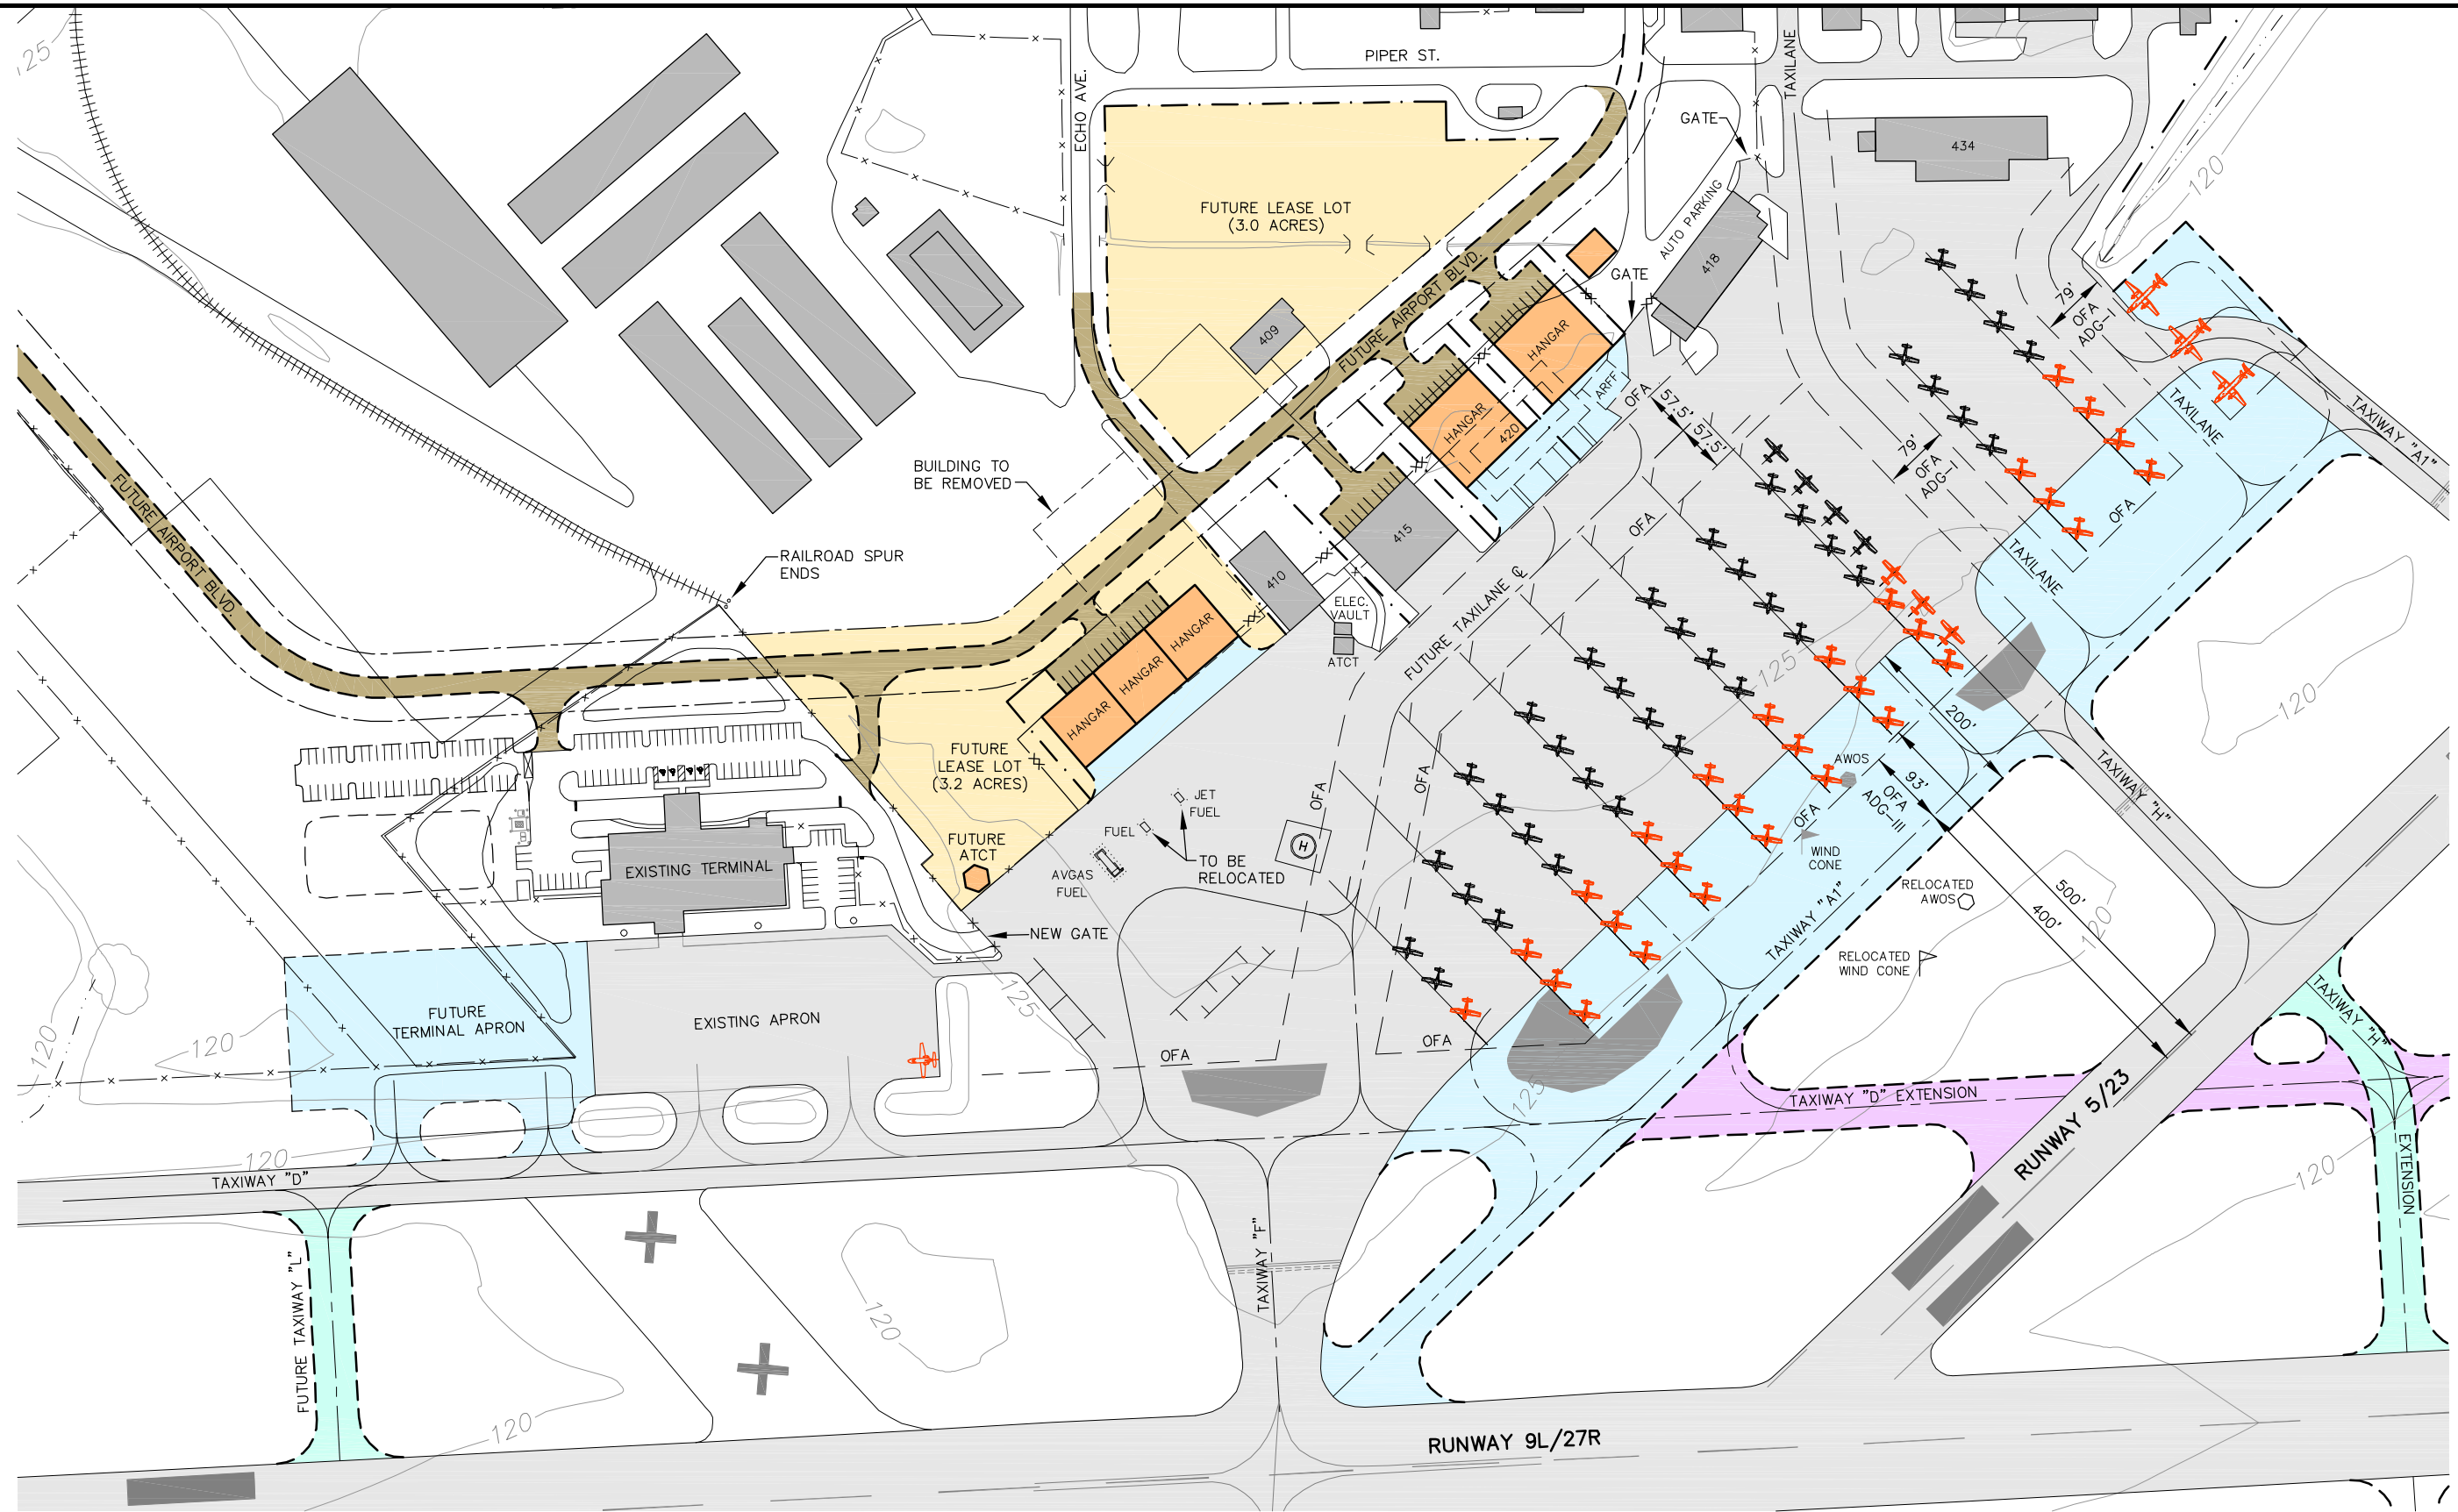 125
PIPER ST.
ECHO AVE.
TAXILANE
GATE
434
120
AUTO PARKING
418
FUTURE LEASE LOT
(3.0 ACRES)
GATE
FUTURE AIRPORT BLVD.
409
HANGAR
79'
OFA
ADG-I
ARFF
OFA
57.5'
57.5'
HANGAR
420
TAXILANE
TAXIWAY "A1"
79'
OFA
ADG-I
BUILDING TO
BE REMOVED
FUTURE AIRPORT BLVD.
415
OFA
OFA
RAILROAD SPUR
ENDS
410
TAXILANE
ELEC.
VAULT
ATCT
FUTURE TAXILANE ℄
HANGAR
HANGAR
HANGAR
125
120
200'
FUTURE
LEASE LOT
(3.2 ACRES)
AWOS
93'
OFA
ADG-III
TAXIWAY "H"
OFA
OFA
OFA
JET
FUEL
FUEL
TO BE
RELOCATED
H
WIND
CONE
FUTURE
ATCT
AVGAS
FUEL
EXISTING TERMINAL
RELOCATED
AWOS
500'
400'
120
TAXIWAY "A1"
NEW GATE
RELOCATED
WIND CONE
125
FUTURE
TERMINAL APRON
EXISTING APRON
120
120
OFA
OFA
TAXIWAY "H"
EXTENSION
125
TAXIWAY "D" EXTENSION
RUNWAY 5/23
120
TAXIWAY "D"
120
TAXIWAY "F"
FUTURE TAXIWAY "L"
120
120
RUNWAY 9L/27R